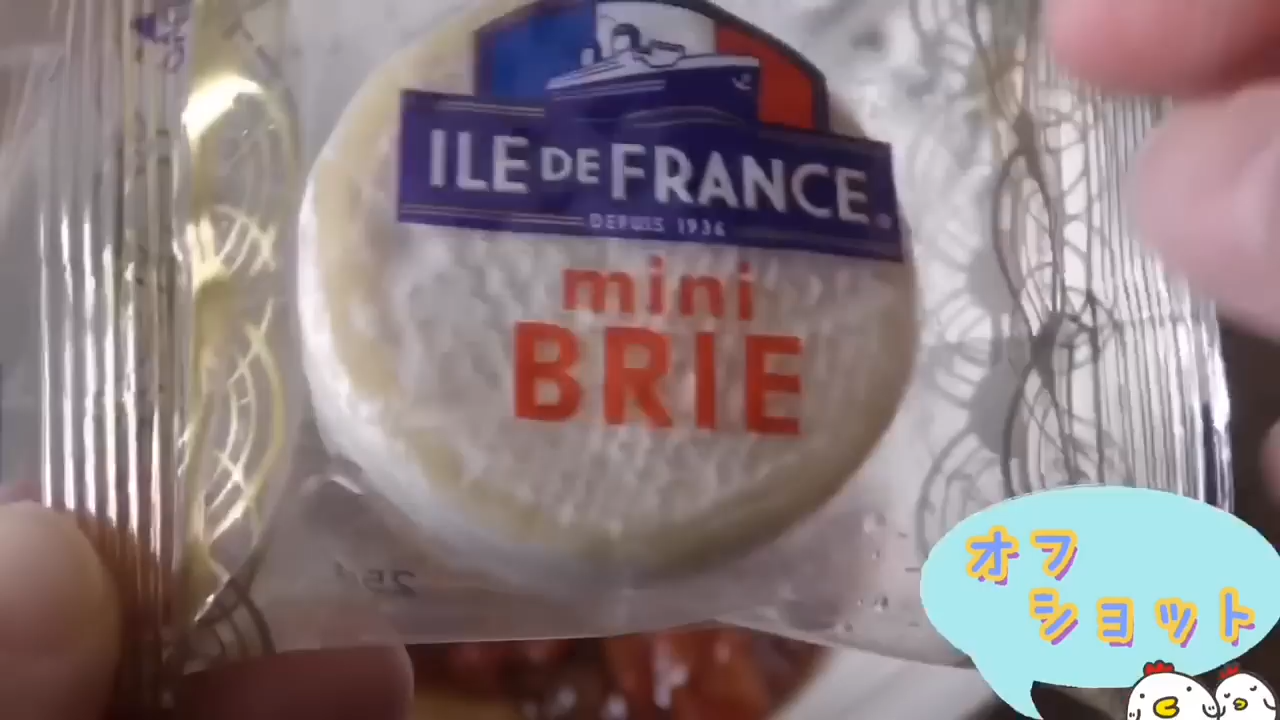 ILE DE FRANCE
DEPUIS 1936
mini
BRIE
オフ
ショット